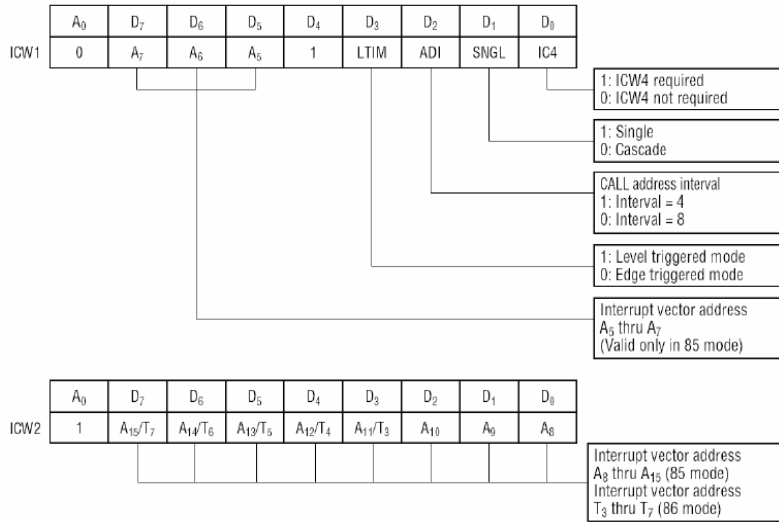 A₀ D₇ D₆ D₅ D₄ D₃ D₂ D₁ D₀
ICW1 0 A₇ A₆ A₅ 1 LTIM ADI SNGL IC4
1: ICW4 required
0: ICW4 not required
1: Single
0: Cascade
CALL address interval
1: Interval = 4
0: Interval = 8
1: Level triggered mode
0: Edge triggered mode
Interrupt vector address
A₅ thru A₇
(Valid only in 85 mode)
A₀ D₇ D₆ D₅ D₄ D₃ D₂ D₁ D₀
ICW2 1 A₁₅/T₇ A₁₄/T₆ A₁₃/T₅ A₁₂/T₄ A₁₁/T₃ A₁₀ A₉ A₈
Interrupt vector address
A₈ thru A₁₅ (85 mode)
Interrupt vector address
T₃ thru T₇ (86 mode)